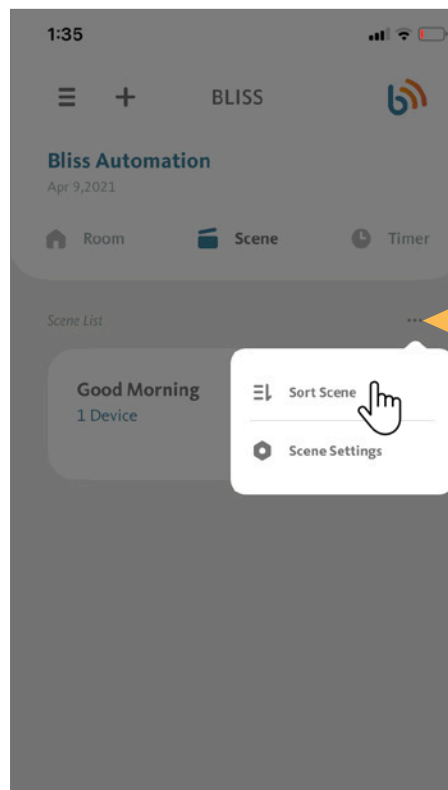 1:35
BLISS
Bliss Automation
Apr 9,2021
Room Scene Timer
Scene List
Good Morning
1 Device
Sort Scene
Scene Settings